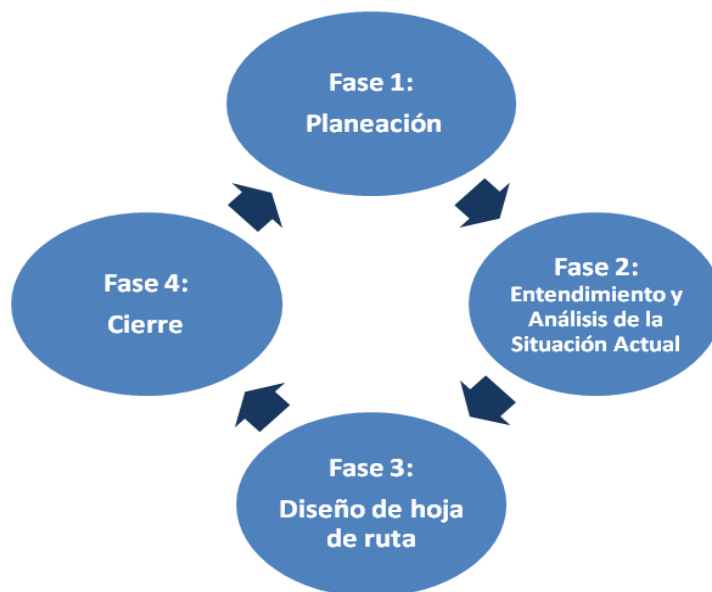 Fase 1:
Planeación
Fase 2:
Entendimiento y
Análisis de la
Situación Actual
Fase 3:
Diseño de hoja
de ruta
Fase 4:
Cierre